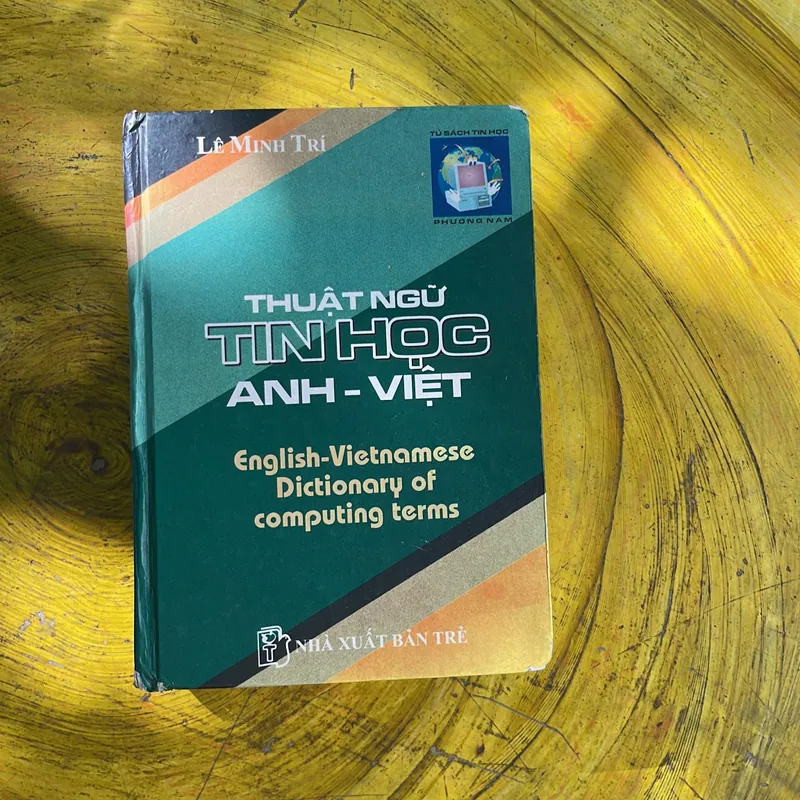 LÊ MINH TRÍ
TỦ SÁCH TIN HỌC
PHƯƠNG NAM
THUẬT NGỮ
TIN HỌC
ANH - VIỆT
English-Vietnamese
Dictionary of
computing terms
NHÀ XUẤT BẢN TRẺ